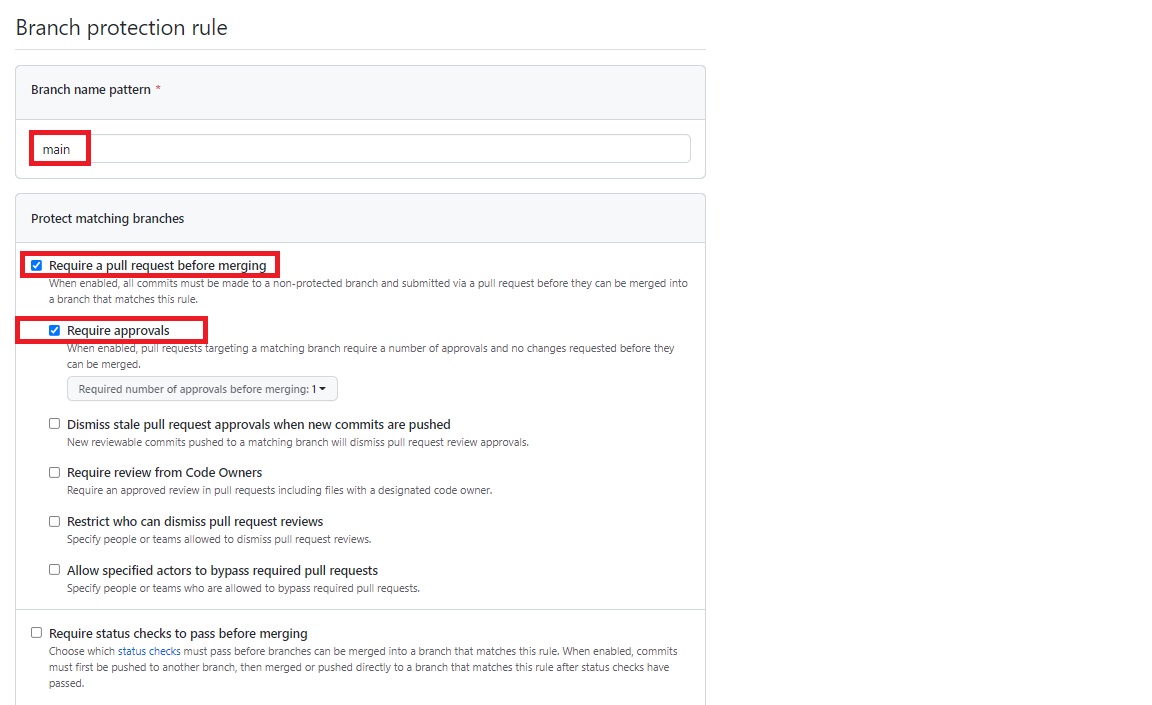 Branch protection rule
Branch name pattern *
main
Protect matching branches
Require a pull request before merging
When enabled, all commits must be made to a non-protected branch and submitted via a pull request before they can be merged into
a branch that matches this rule.
Require approvals
When enabled, pull requests targeting a matching branch require a number of approvals and no changes requested before they
can be merged.
Required number of approvals before merging: 1
Dismiss stale pull request approvals when new commits are pushed
New reviewable commits pushed to a matching branch will dismiss pull request review approvals.
Require review from Code Owners
Require an approved review in pull requests including files with a designated code owner.
Restrict who can dismiss pull request reviews
Specify people or teams allowed to dismiss pull request reviews.
Allow specified actors to bypass required pull requests
Specify people or teams who are allowed to bypass required pull requests.
Require status checks to pass before merging
Choose which status checks must pass before branches can be merged into a branch that matches this rule. When enabled, commits
must first be pushed to another branch, then merged or pushed directly to a branch that matches this rule after status checks have
passed.